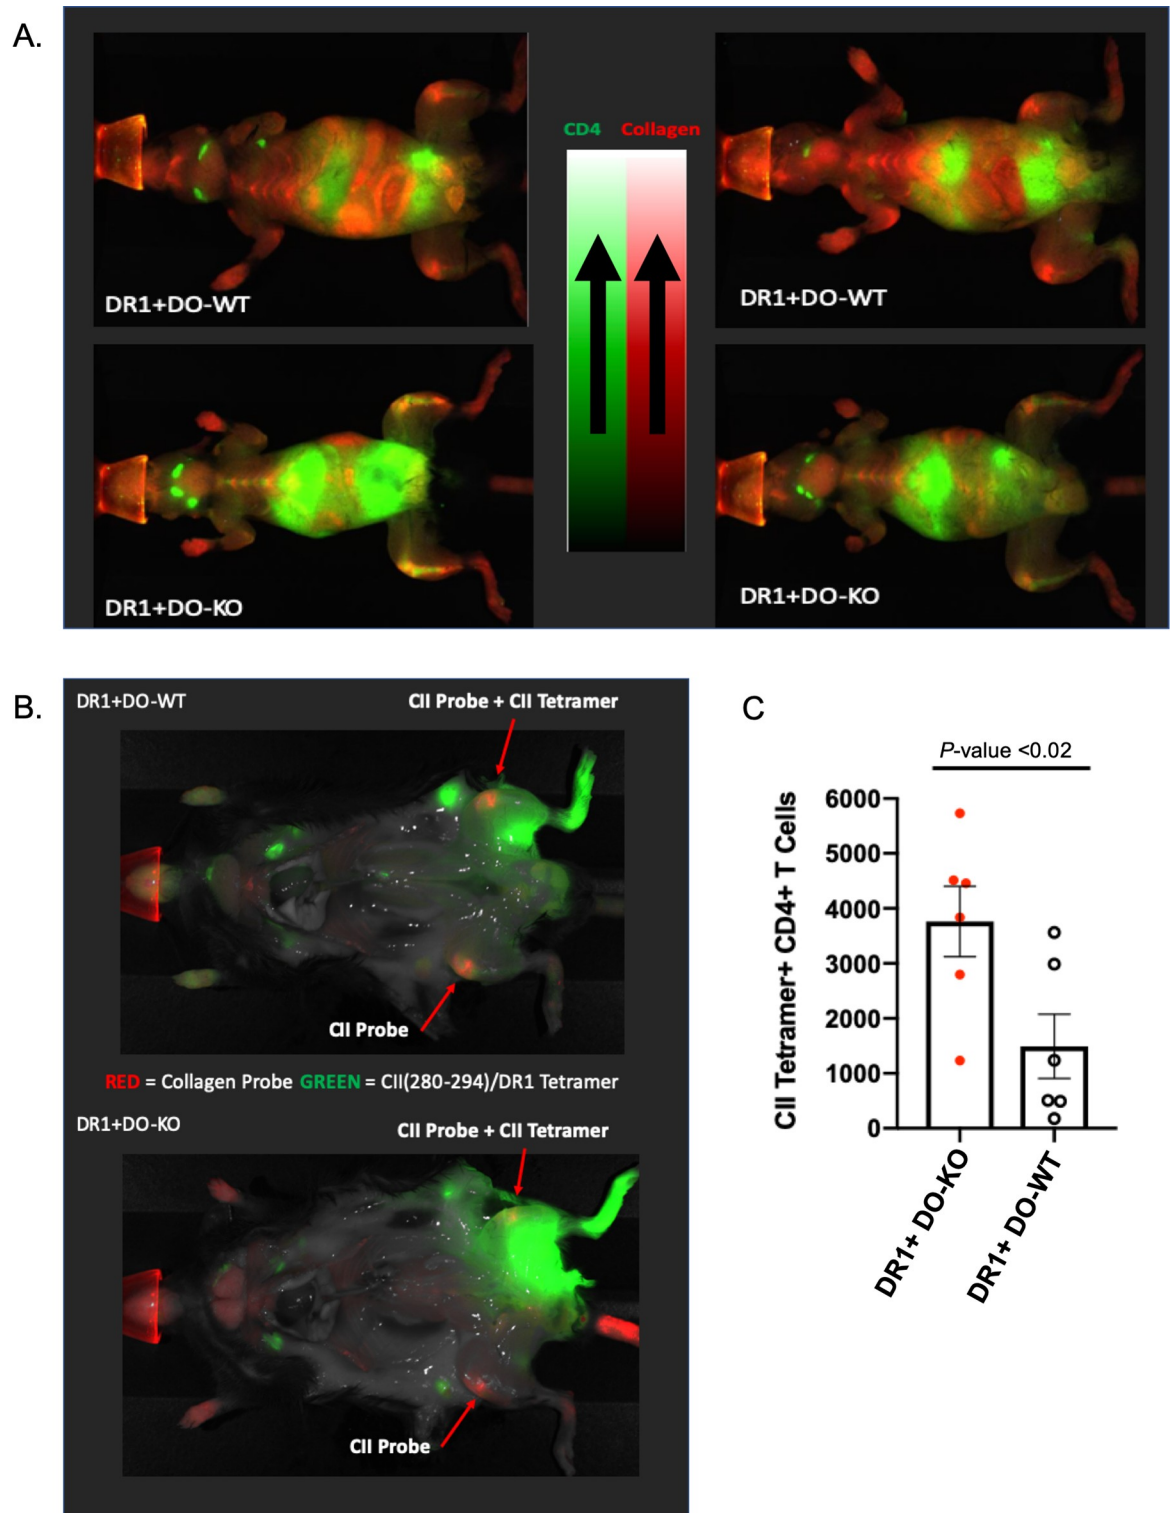 A.
CD4 Collagen
DR1+DO-WT
DR1+DO-WT
DR1+DO-KO
DR1+DO-KO
B.
DR1+DO-WT
CII Probe + CII Tetramer
CII Probe
RED = Collagen Probe GREEN = CII(280-294)/DR1 Tetramer
DR1+DO-KO
CII Probe + CII Tetramer
CII Probe
C
P-value <0.02
CII Tetramer+ CD4+ T Cells
6000
5000
4000
3000
2000
1000
0
DR1+ DO-KO
DR1+ DO-WT